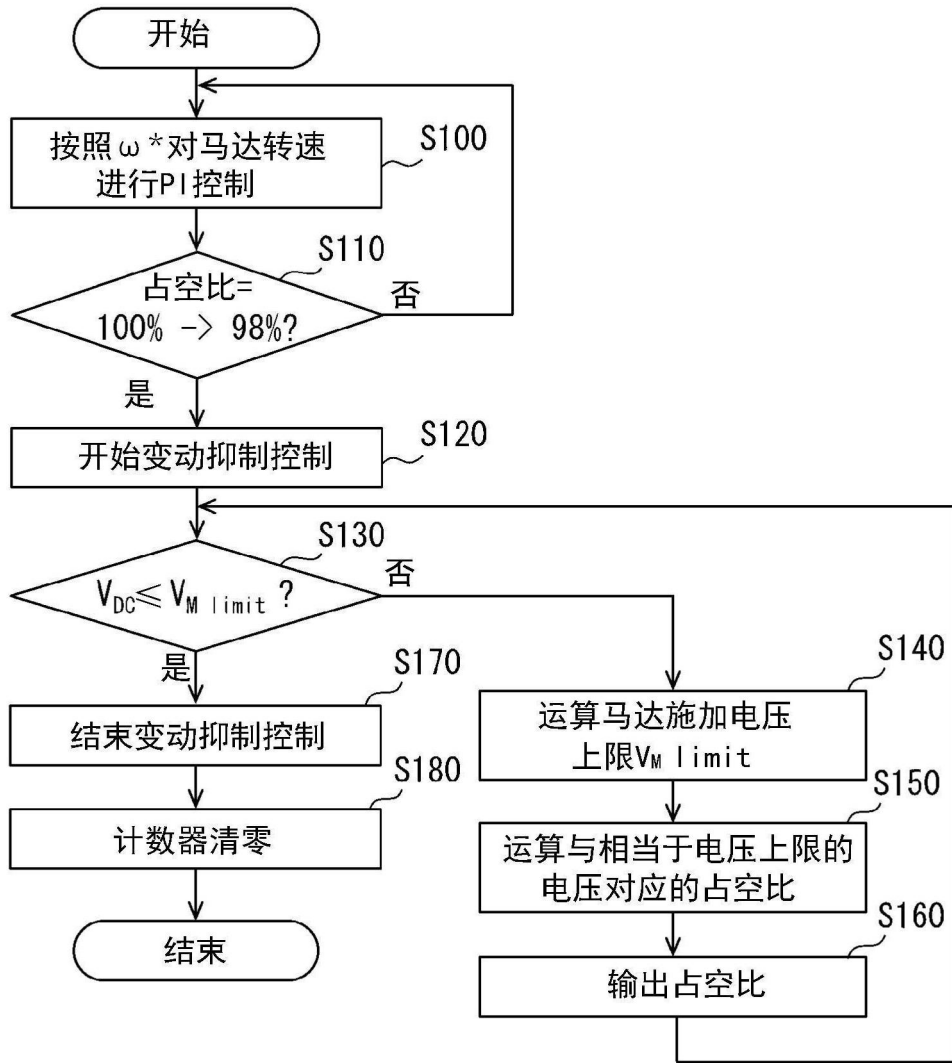 开始
按照ω*对马达转速
进行PI控制
S100
S110
占空比=
100% -> 98%?
否
是
开始变动抑制控制
S120
S130
VDC≤VM limit?
否
是
S170
结束变动抑制控制
S180
计数器清零
结束
S140
运算马达施加电压
上限VM limit
S150
运算与相当于电压上限的
电压对应的占空比
S160
输出占空比